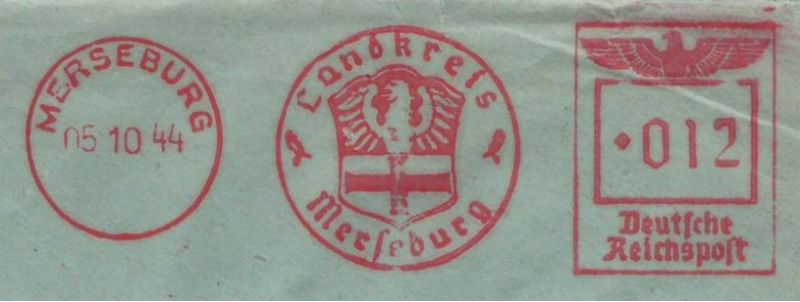 MERSEBURG
05 10 44
Landkreis
Merseburg
012
Deutsche
Reichspost